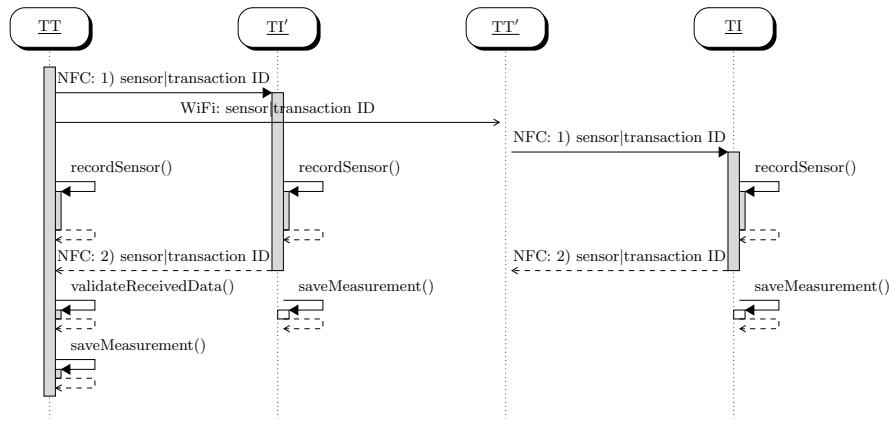 TT
TI′
TT′
TI
NFC: 1) sensor|transaction ID
WiFi: sensor|transaction ID
NFC: 1) sensor|transaction ID
recordSensor()
recordSensor()
recordSensor()
NFC: 2) sensor|transaction ID
NFC: 2) sensor|transaction ID
validateReceivedData()
saveMeasurement()
saveMeasurement()
saveMeasurement()